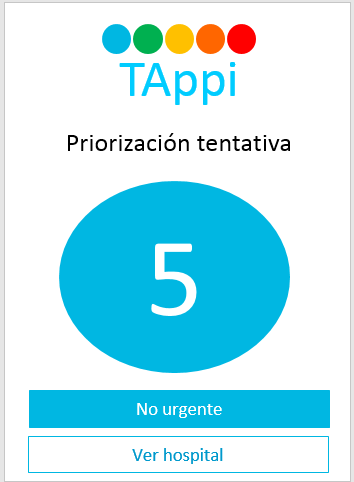 TAppi
Priorización tentativa
5
No urgente
Ver hospital